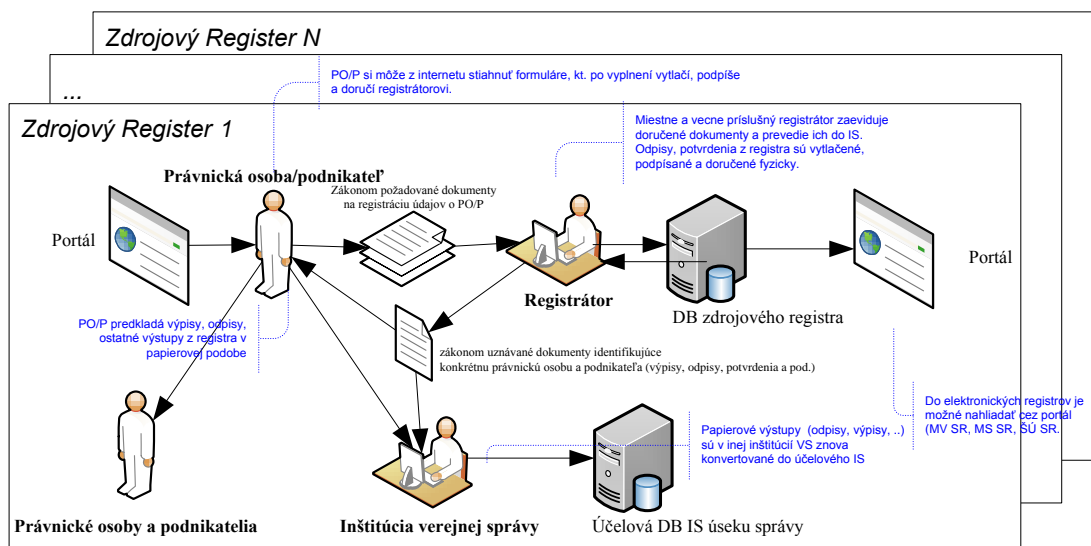 Zdrojový Register N
...
Zdrojový Register 1
PO/P si môže z internetu stiahnuť formuláre, kt. po vyplnení vytlačí, podpíše
a doručí registrátorovi.
Miestne a vecne príslušný registrátor zaeviduje
doručené dokumenty a prevedie ich do IS.
Odpisy, potvrdenia z registra sú vytlačené,
podpísané a doručené fyzicky.
Právnická osoba/podnikateľ
Zákonom požadované dokumenty
na registráciu údajov o PO/P
Portál
Portál
Registrátor
DB zdrojového registra
PO/P predkladá výpisy, odpisy,
ostatné výstupy z registra v
papierovej podobe
zákonom uznávané dokumenty identifikujúce
konkrétnu právnickú osobu a podnikateľa (výpisy, odpisy, potvrdenia a pod.)
Do elektronických registrov je
možné nahliadať cez portál
(MV SR, MS SR, ŠÚ SR.
Papierové výstupy (odpisy, výpisy, ..)
sú v inej inštitúcií VS znova
konvertované do účelového IS
Právnické osoby a podnikatelia
Inštitúcia verejnej správy
Účelová DB IS úseku správy